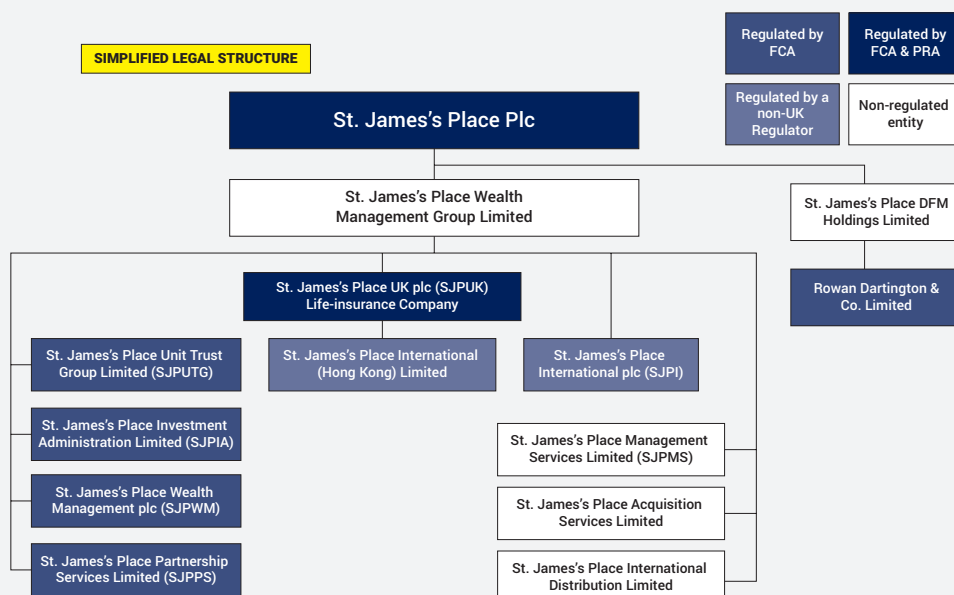 SIMPLIFIED LEGAL STRUCTURE
Regulated by
FCA
Regulated by
FCA & PRA
Regulated by a
non-UK
Regulator
Non-regulated
entity
St. James’s Place Plc
St. James’s Place Wealth
Management Group Limited
St. James’s Place DFM
Holdings Limited
Rowan Dartington &
Co. Limited
St. James’s Place UK plc (SJPUK)
Life-insurance Company
St. James’s Place Unit Trust
Group Limited (SJPUTG)
St. James’s Place International
(Hong Kong) Limited
St. James’s Place
International plc (SJPI)
St. James’s Place Investment
Administration Limited (SJPIA)
St. James’s Place Management
Services Limited (SJPMS)
St. James’s Place Wealth
Management plc (SJPWM)
St. James’s Place Acquisition
Services Limited
St. James’s Place Partnership
Services Limited (SJPPS)
St. James’s Place International
Distribution Limited